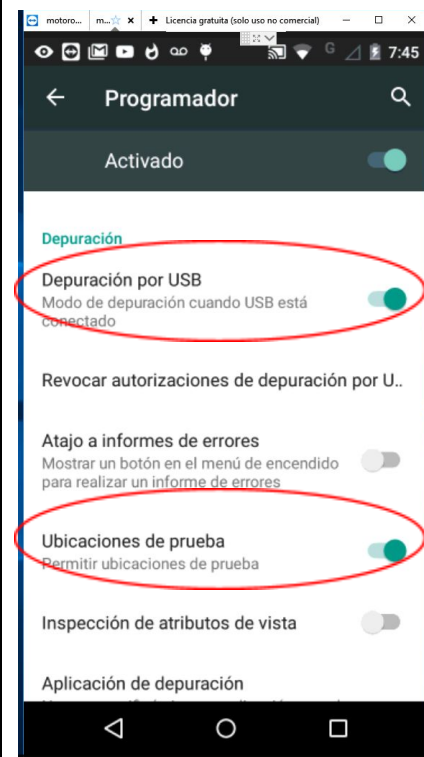 motoro... m... Licencia gratuita (solo uso no comercial)
G 7:45
Programador
Activado
Depuración
Depuración por USB
Modo de depuración cuando USB está
conectado
Revocar autorizaciones de depuración por U..
Atajo a informes de errores
Mostrar un botón en el menú de encendido
para realizar un informe de errores
Ubicaciones de prueba
Permitir ubicaciones de prueba
Inspección de atributos de vista
Aplicación de depuración